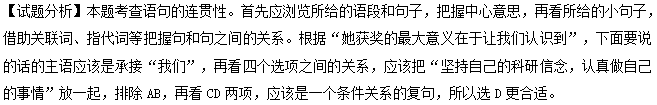 【试题分析】本题考查语句的连贯性。首先应浏览所给的语段和句子，把握中心意思，再看所给的小句子，
借助关联词、指代词等把握句和句之间的关系。根据“她获奖的最大意义在于让我们认识到”，下面要说
的话的主语应该是承接“我们”，再看四个选项之间的关系，应该把“坚持自己的科研信念，认真做自己
的事情”放一起，排除 AB，再看 CD 两项，应该是一个条件关系的复句，所以选 D 更合适。